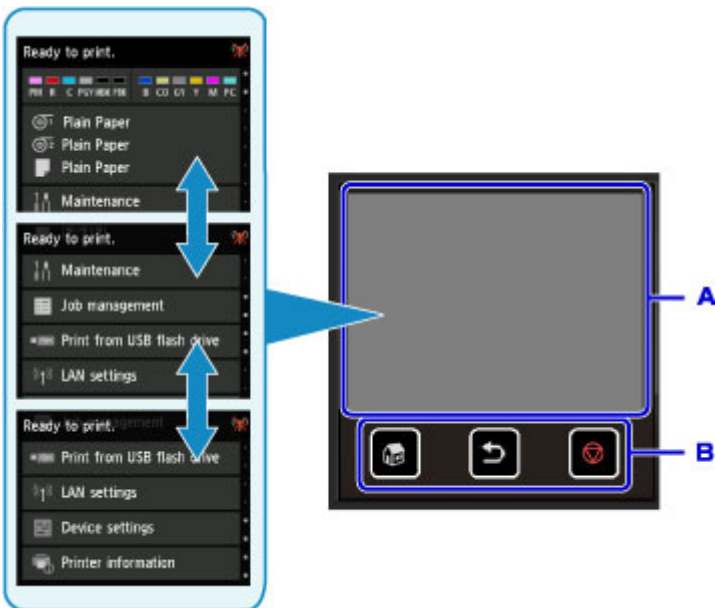 Ready to print.
PM R C PGY MBK PBK B CO GY Y M PC
Plain Paper
Plain Paper
Plain Paper
Maintenance
Ready to print.
Maintenance
Job management
Print from USB flash drive
LAN settings
Ready to print.
Print from USB flash drive
LAN settings
Device settings
Printer information
A
B